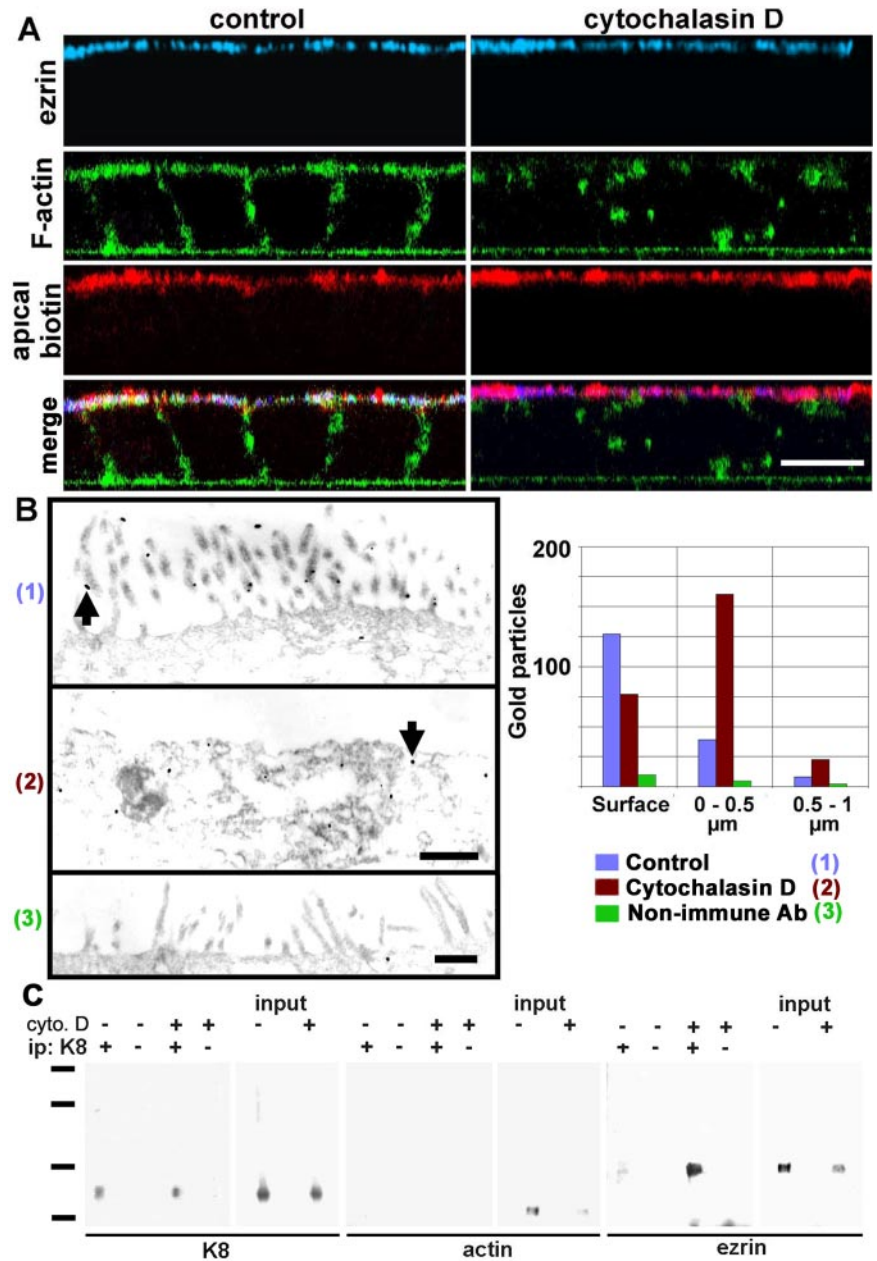 A
control
cytochalasin D
ezrin
F-actin
apical
biotin
merge
B
(1)
(2)
(3)
200
100
Gold particles
Surface
0 - 0.5
µm
0.5 - 1
µm
Control (1)
Cytochalasin D (2)
Non-immune Ab (3)
C
input input input
cyto. D - - + + - + - - + + - + - - + + - +
ip: K8 + - + - + - + - + - + -
K8 actin ezrin